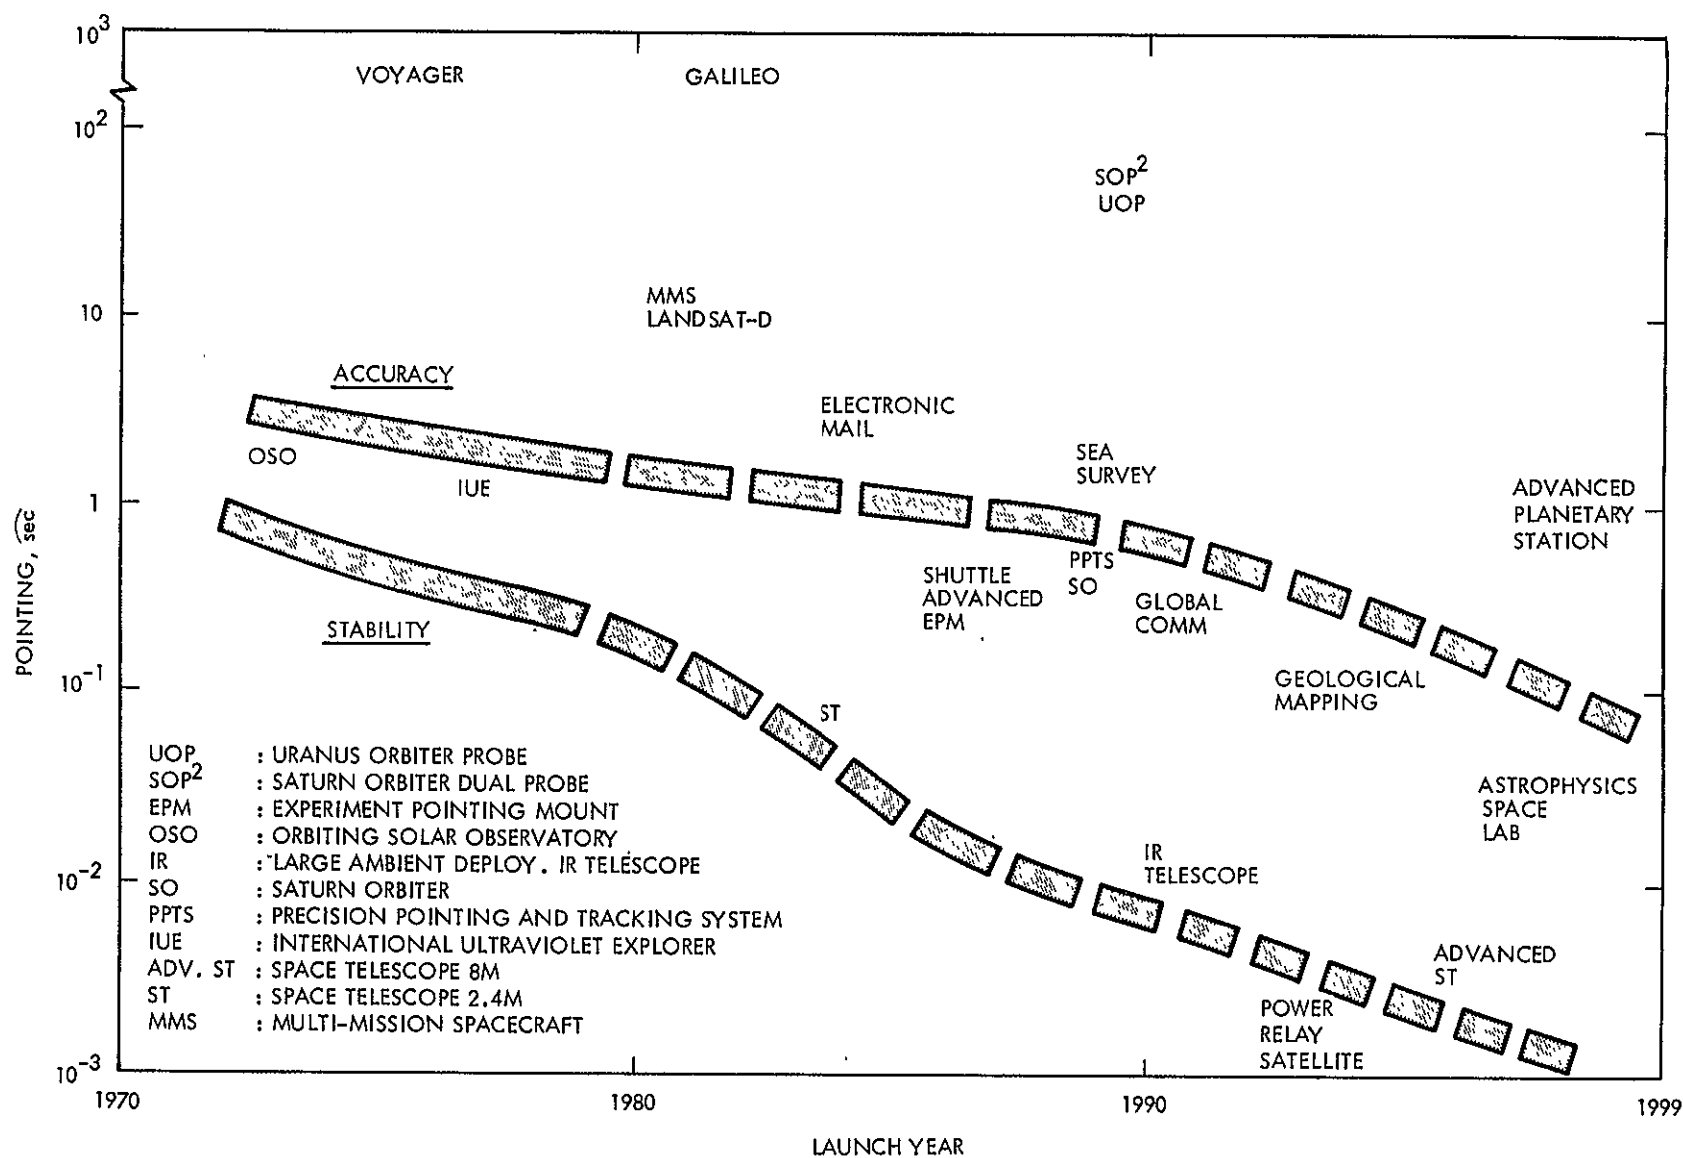 10³
VOYAGER
GALILEO
10²
SOP²
UOP
MMS
LANDSAT-D
10
ACCURACY
ELECTRONIC
MAIL
OSO
IUE
SEA
SURVEY
ADVANCED
PLANETARY
STATION
1
POINTING, sec
SHUTTLE
ADVANCED
EPM
PPTS
SO
GLOBAL
COMM
STABILITY
10⁻¹
GEOLOGICAL
MAPPING
ST
UOP : URANUS ORBITER PROBE
SOP² : SATURN ORBITER DUAL PROBE
EPM : EXPERIMENT POINTING MOUNT
OSO : ORBITING SOLAR OBSERVATORY
IR : LARGE AMBIENT DEPLOY. IR TELESCOPE
SO : SATURN ORBITER
PPTS : PRECISION POINTING AND TRACKING SYSTEM
IUE : INTERNATIONAL ULTRAVIOLET EXPLORER
ADV. ST : SPACE TELESCOPE 8M
ST : SPACE TELESCOPE 2.4M
MMS : MULTI-MISSION SPACECRAFT
ASTROPHYSICS
SPACE
LAB
10⁻²
IR
TELESCOPE
ADVANCED
ST
POWER
RELAY
SATELLITE
10⁻³
1970
1980
1990
1999
LAUNCH YEAR